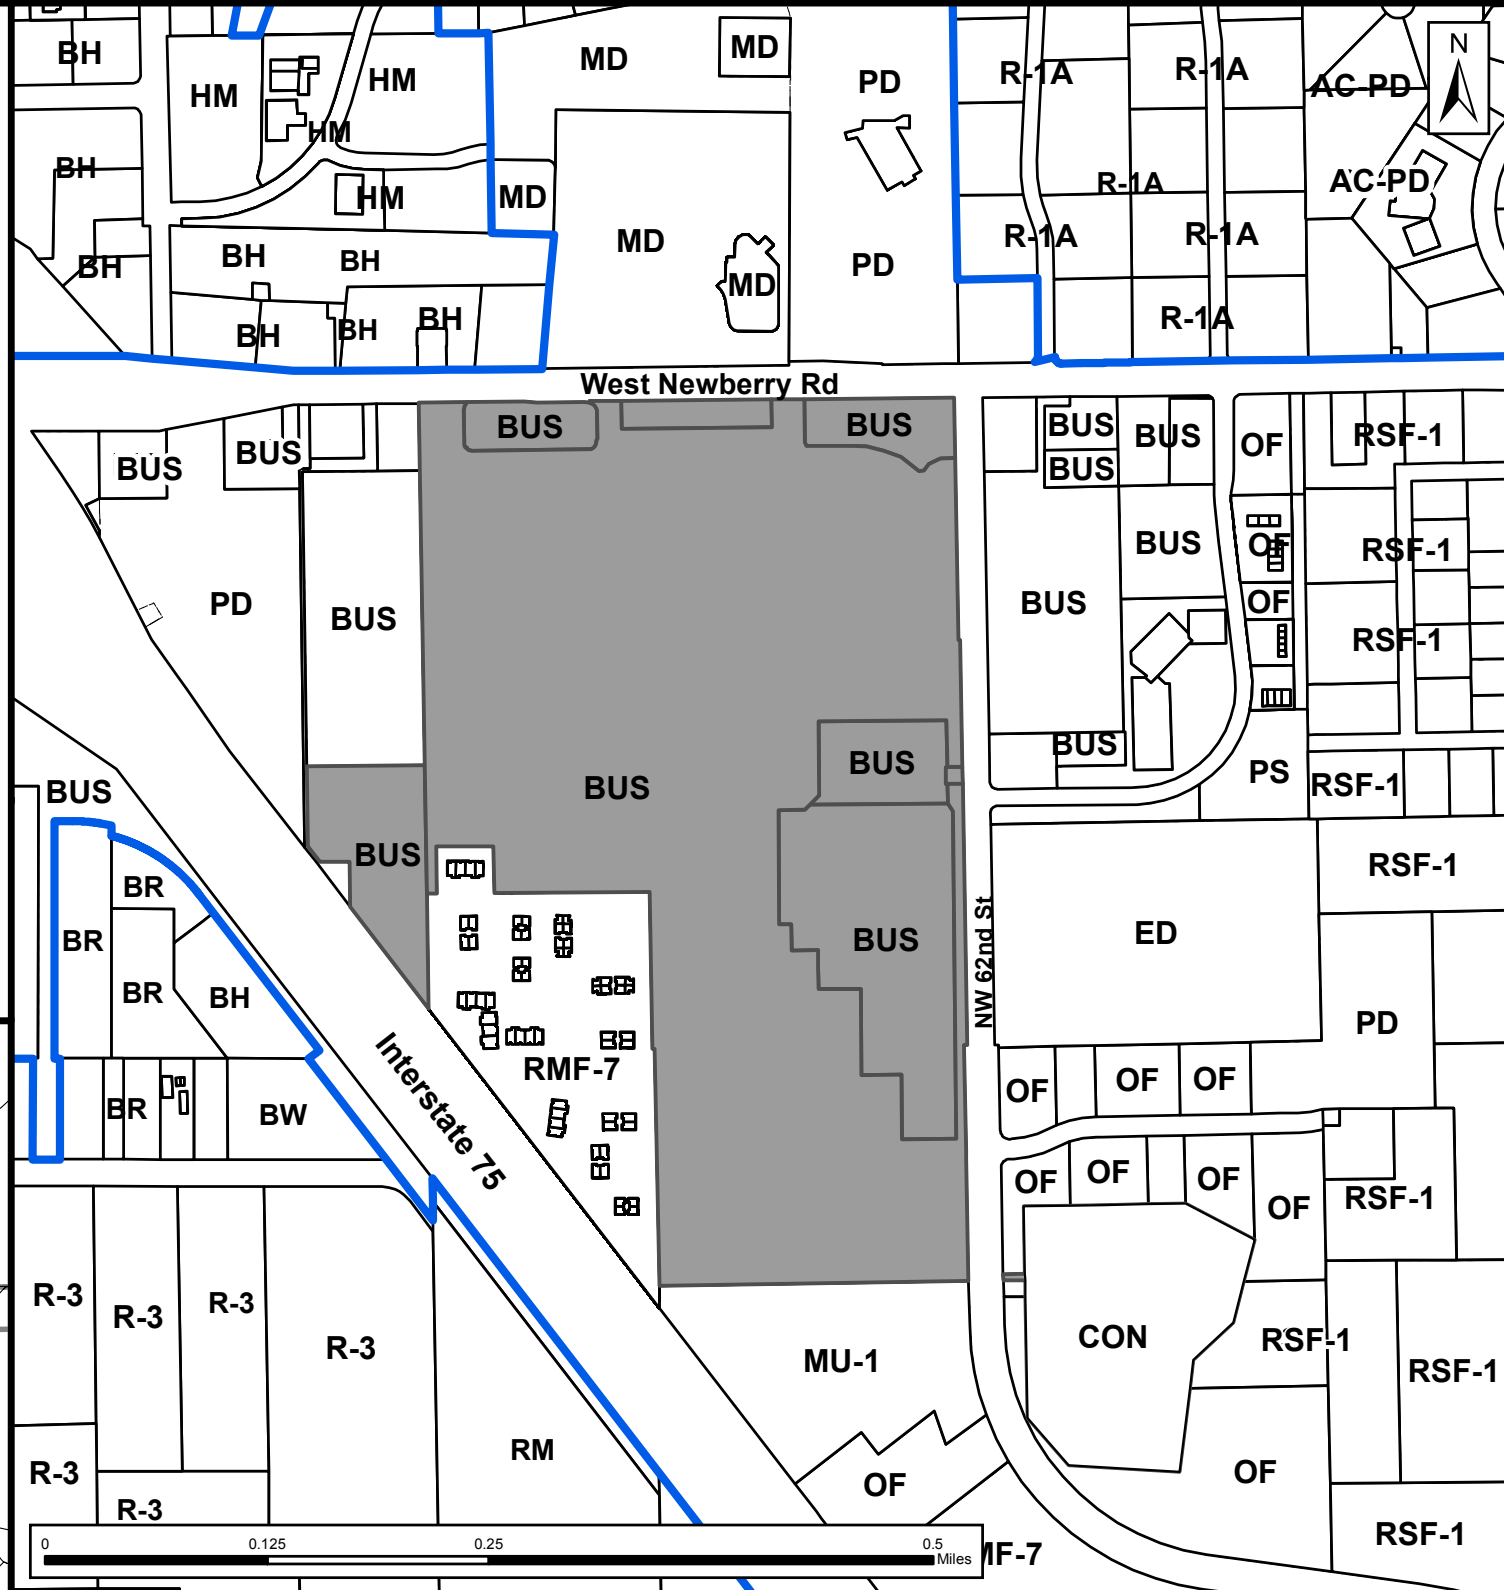 BH
HM
HM
MD
MD
PD
R-1A
R-1A
AC-PD
N
HM
BH
HM
MD
R-1A
AC-PD
BH
BH
BH
MD
MD
PD
R-1A
R-1A
BH
BH
BH
R-1A
West Newberry Rd
BUS
BUS
BUS
BUS
OF
RSF-1
BUS
BUS
BUS
BUS
OF
RSF-1
PD
BUS
BUS
OF
RSF-1
BUS
BUS
BUS
BUS
PS
RSF-1
BUS
BR
RSF-1
BR
BUS
NW 62nd St
ED
BR
BH
PD
Interstate 75
RMF-7
OF
OF
OF
BR
BW
OF
OF
OF
OF
RSF-1
R-3
R-3
R-3
R-3
MU-1
CON
RSF-1
RSF-1
R-3
RM
OF
OF
R-3
RSF-1
MF-7
0
0.125
0.25
0.5
Miles